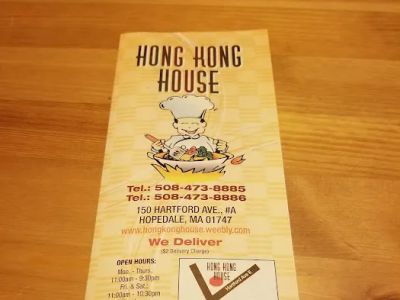 HONG KONG
HOUSE
Tel.: 508-473-8885
Tel.: 508-473-8886
150 HARTFORD AVE., #A
HOPEDALE, MA 01747
www.hongkonghouse.weebly.com
We Deliver
($2 Delivery Charge)
OPEN HOURS:
Mon. - Thurs.
11:00am - 9:30pm
Fri. & Sat.:
11:00am - 10:30pm
HONG KONG
HOUSE
Hartford Ave E